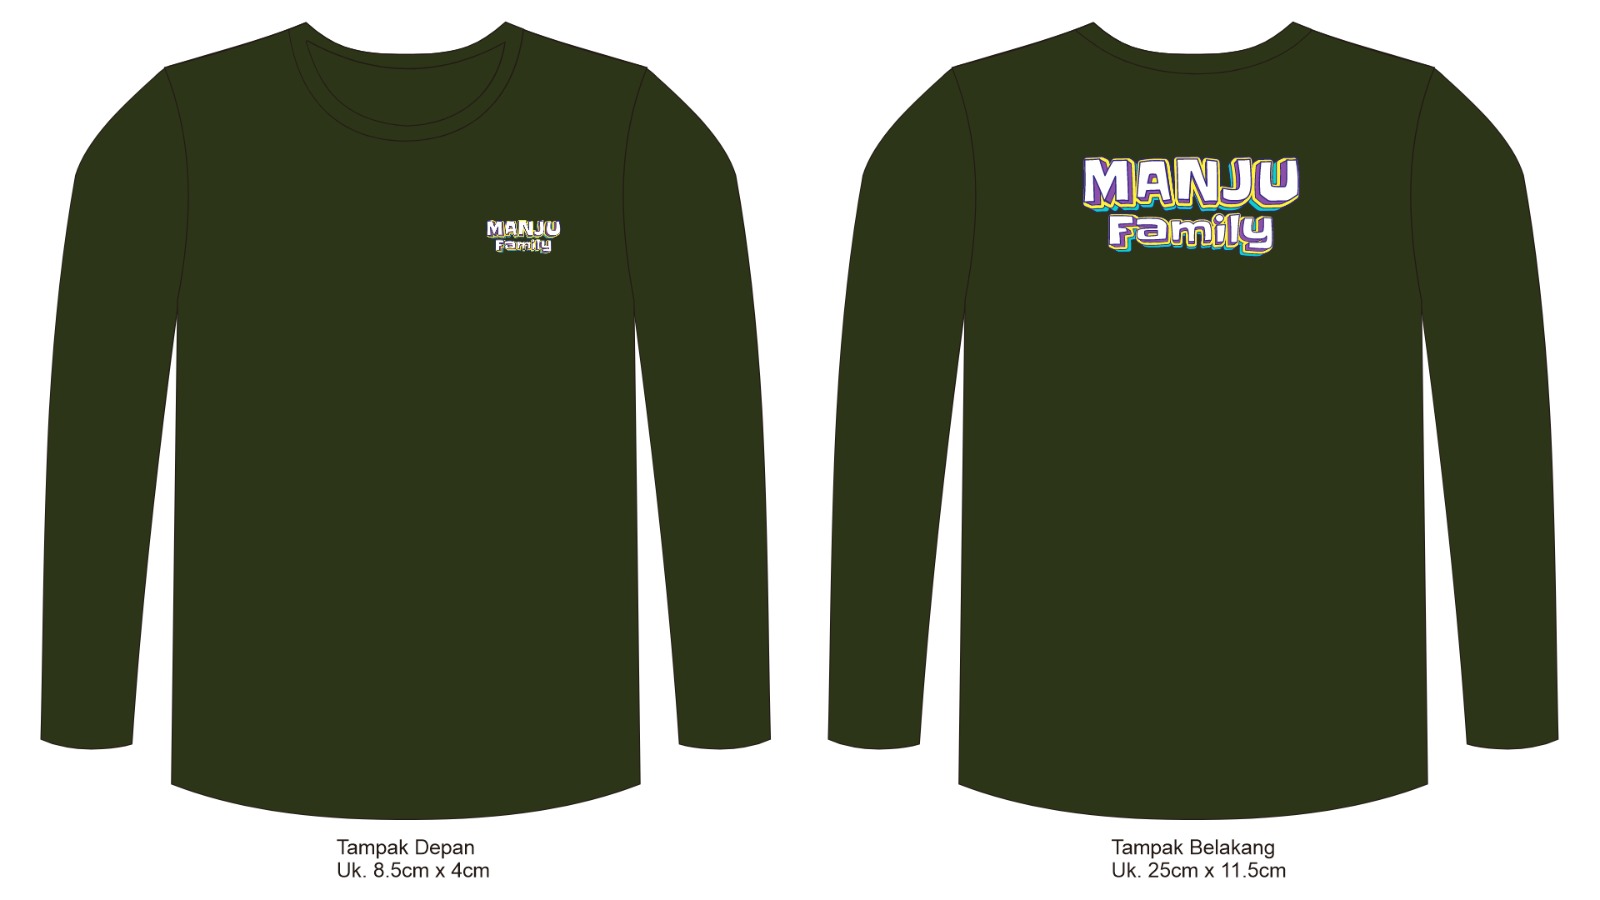 MANJU
Family
MANJU
Family
Tampak Depan
Uk. 8.5cm x 4cm
Tampak Belakang
Uk. 25cm x 11.5cm